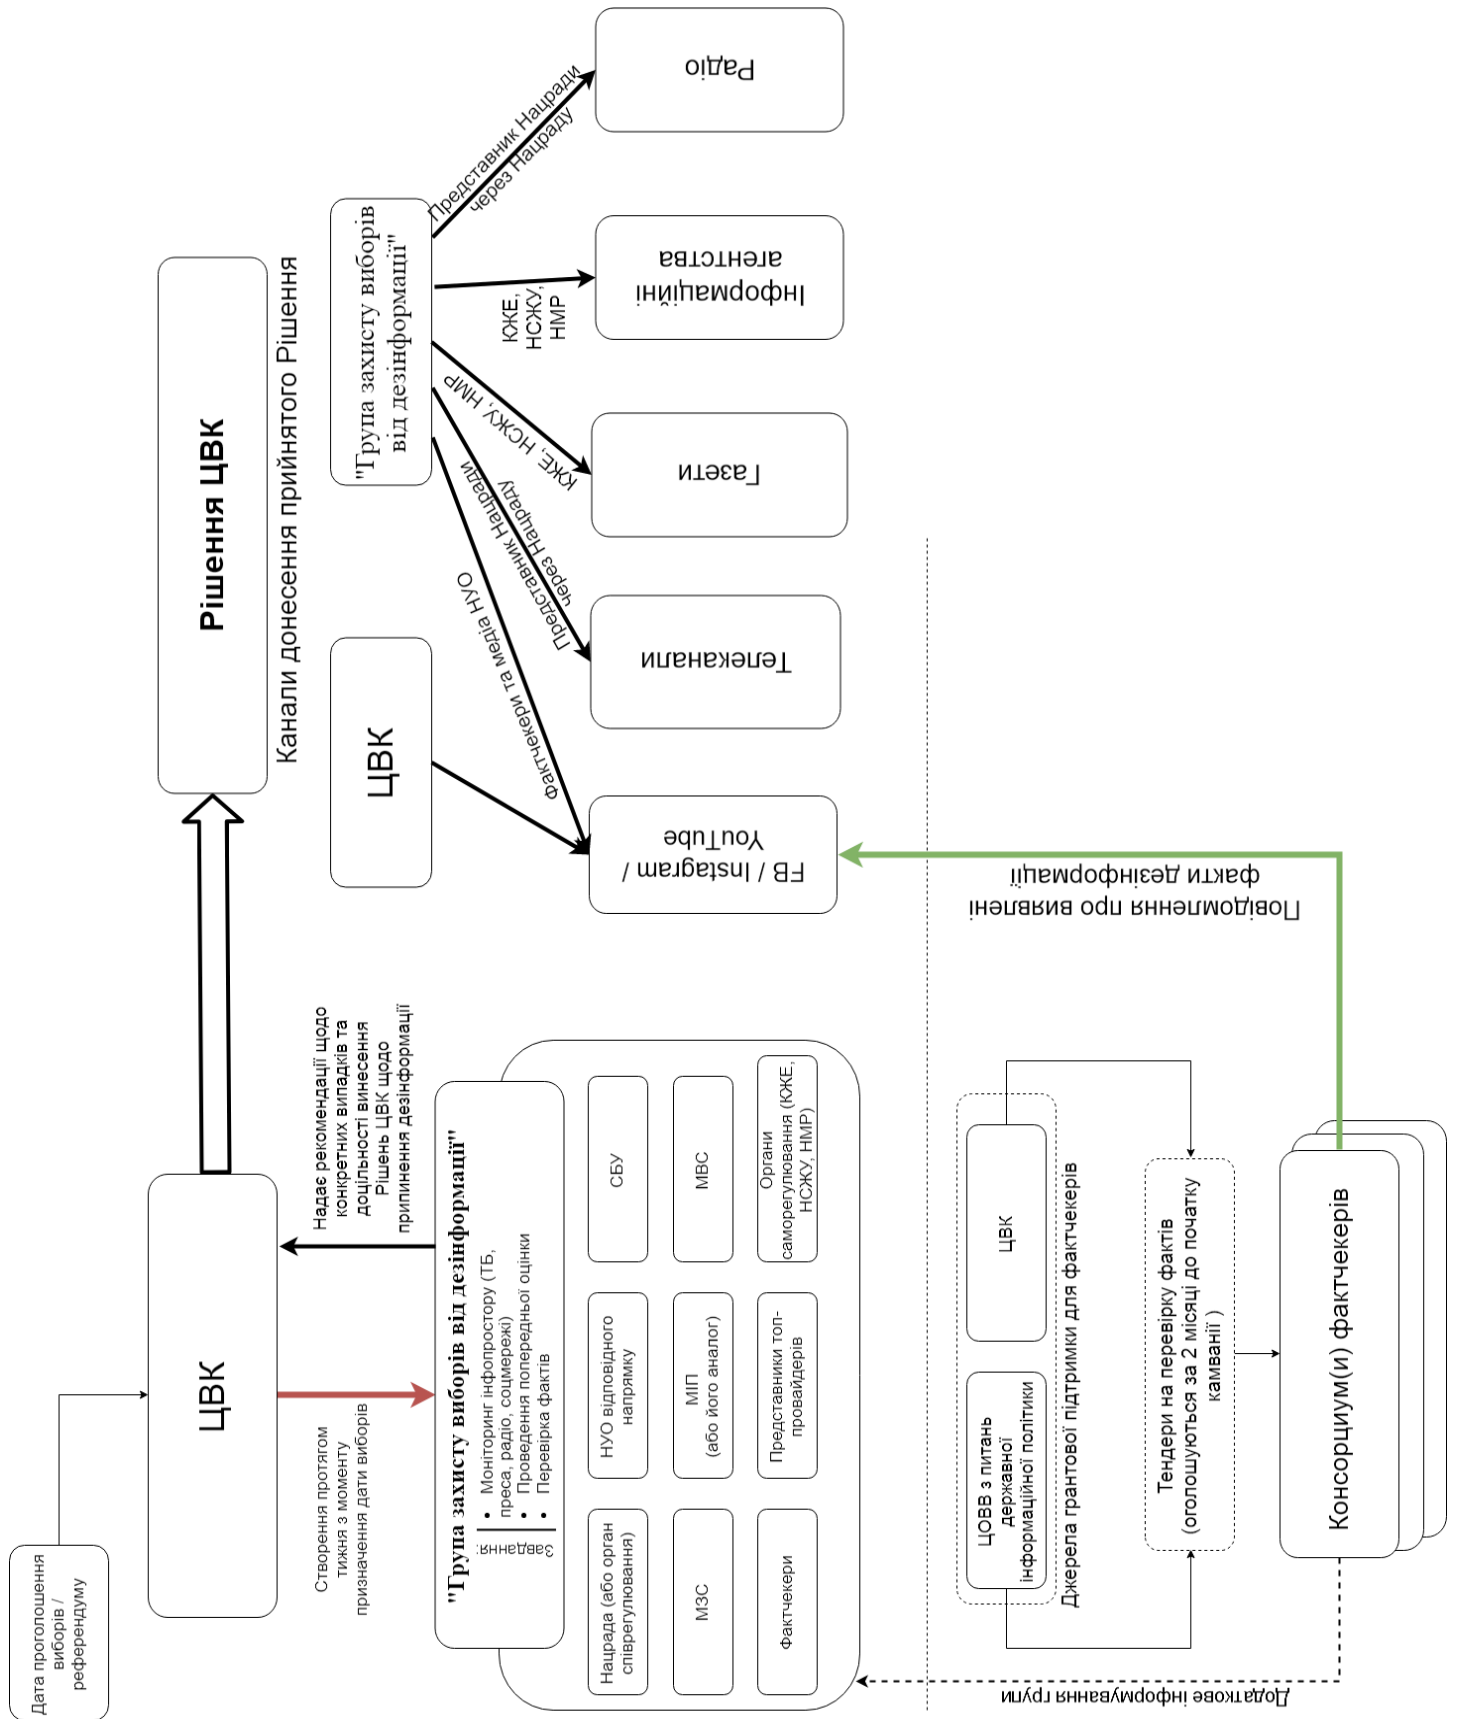 Дата проголошення
виборів /
референдуму
ЦВК
Рішення ЦВК
Канали донесення прийнятого Рішення
Створення протягом
тижня з моменту
призначення дати виборів
Надає рекомендації щодо
конкретних випадків та
доцільності винесення
Рішень ЦВК щодо
припинення дезінформації
"Група захисту виборів від дезінформації"
Завдання:
• Моніторинг інфопростору (ТБ,
преса, радіо, соцмережі)
• Проведення попередньої оцінки
• Перевірка фактів
Нацрада (або орган
співрегулювання)
НУО відповідного
напрямку
СБУ
МЗС
МІП
(або його аналог)
МВС
Фактчекери
Представники топ-
провайдерів
Органи
саморегулювання (КЖЕ,
НСЖУ, НМР)
ЦВК
"Група захисту виборів
від дезінформації"
Фактчекери та медіа НУО
Представник Нацради
через Нацраду
КЖЕ, НСЖУ, НМР
КЖЕ,
НСЖУ,
НМР
Представник Нацради
через Нацраду
FB / Instagram /
YouTube
Телеканали
Газети
Інформаційні
агентства
Радіо
Повідомлення про виявлені
факти дезінформації
ЦОВВ з питань
державної
інформаційної політики
ЦВК
Джерела грантової підтримки для фактчекерів
Тендери на перевірку фактів
(оголошуються за 2 місяці до початку
камванії )
Консорциум(и) фактчекерів
Додаткове інформування групи